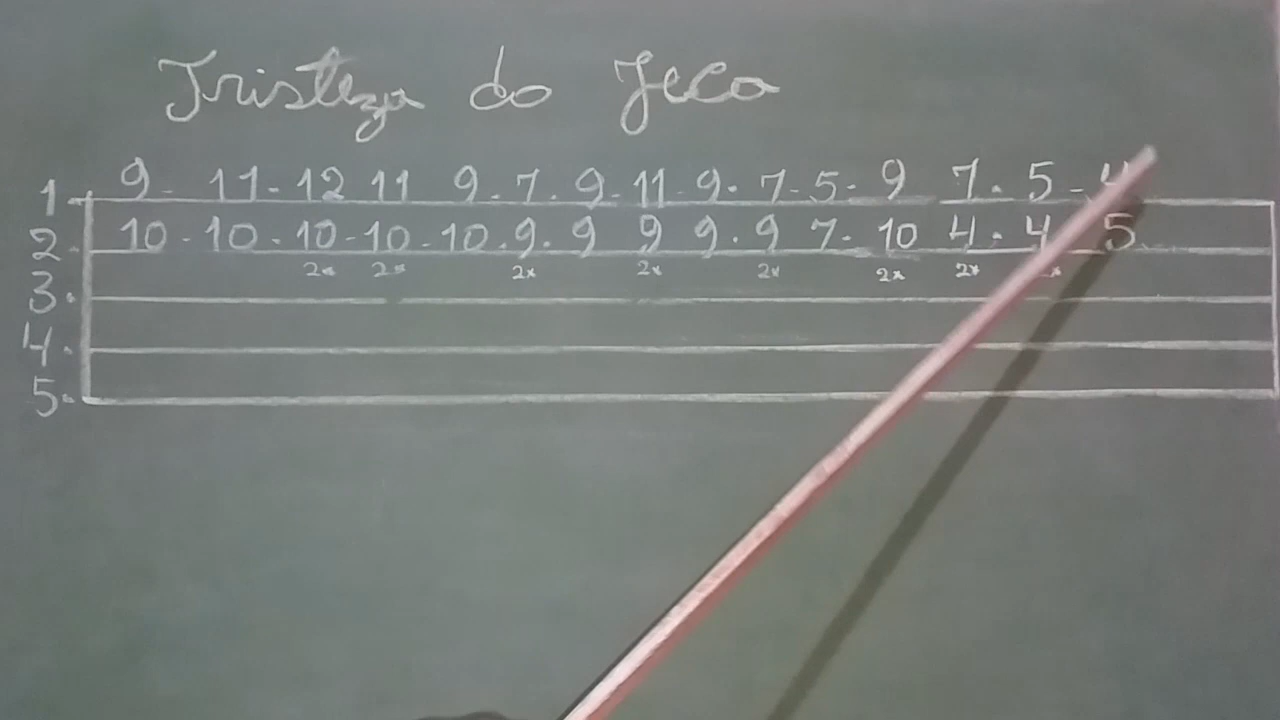 Tristeza do Jeca
1. 9 - 11 - 12 11 9 - 7 - 9 - 11 - 9 - 7 - 5 - 9 7 - 5 - 4
2. 10 - 10 - 10 - 10 - 10 - 9 - 9 9 9 - 9 7 - 10 4 - 4 5
2x 2x 2x 2x 2x 2x 2x
3.
4.
5.